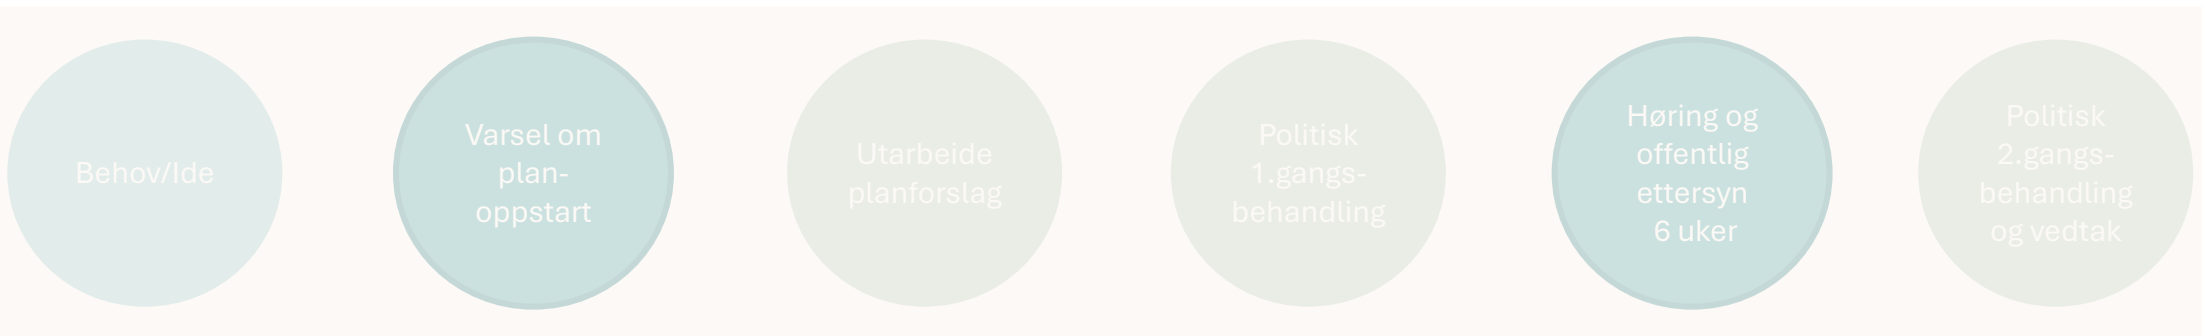 Behov/Ide
Varsel om
plan-
oppstart
Utarbeide
planforslag
Politisk
1.gangs-
behandling
Høring og
offentlig
ettersyn
6 uker
Politisk
2.gangs-
behandling
og vedtak